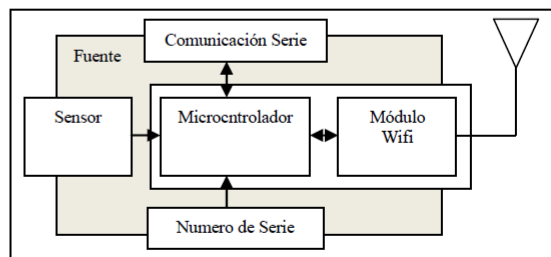 Comunicación Serie
Fuente
Sensor
Microcntrolador
Módulo
Wifi
Numero de Serie